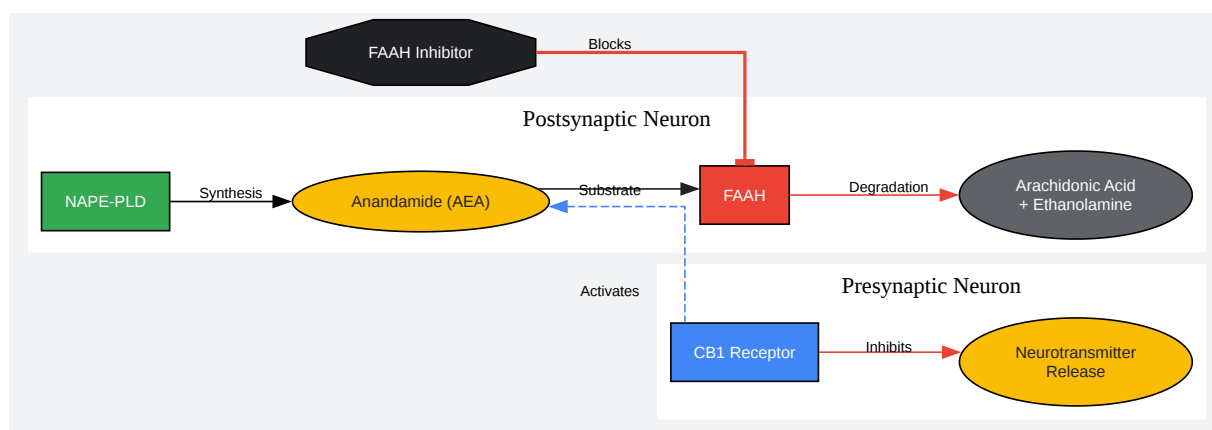 FAAH Inhibitor
Blocks
Postsynaptic Neuron
NAPE-PLD
Synthesis
Anandamide (AEA)
Substrate
FAAH
Degradation
Arachidonic Acid
+ Ethanolamine
Activates
Presynaptic Neuron
CB1 Receptor
Inhibits
Neurotransmitter
Release